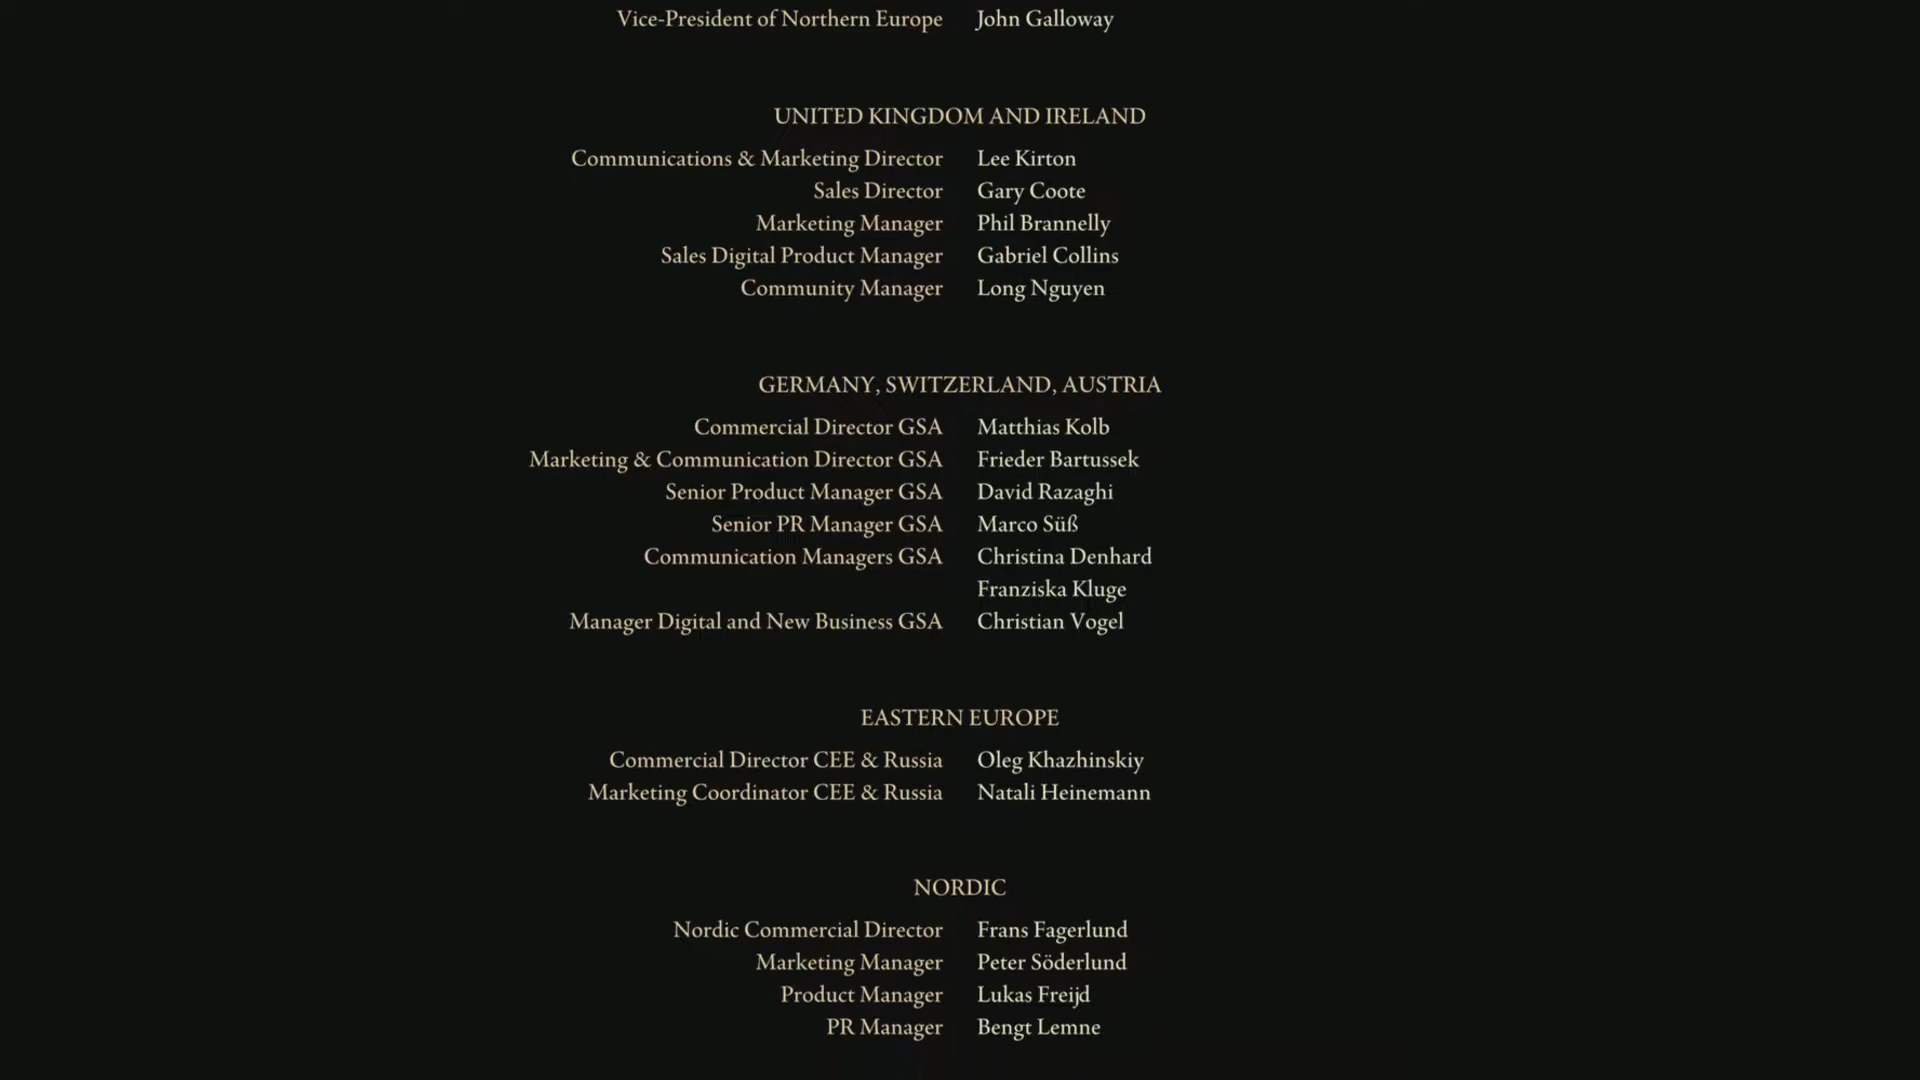 Vice-President of Northern Europe John Galloway
UNITED KINGDOM AND IRELAND
Communications & Marketing Director Lee Kirton
Sales Director Gary Coote
Marketing Manager Phil Brannelly
Sales Digital Product Manager Gabriel Collins
Community Manager Long Nguyen
GERMANY, SWITZERLAND, AUSTRIA
Commercial Director GSA Matthias Kolb
Marketing & Communication Director GSA Frieder Bartussek
Senior Product Manager GSA David Razaghi
Senior PR Manager GSA Marco Süß
Communication Managers GSA Christina Denhard
Franziska Kluge
Manager Digital and New Business GSA Christian Vogel
EASTERN EUROPE
Commercial Director CEE & Russia Oleg Khazhinskiy
Marketing Coordinator CEE & Russia Natali Heinemann
NORDIC
Nordic Commercial Director Frans Fagerlund
Marketing Manager Peter Söderlund
Product Manager Lukas Freijd
PR Manager Bengt Lemne